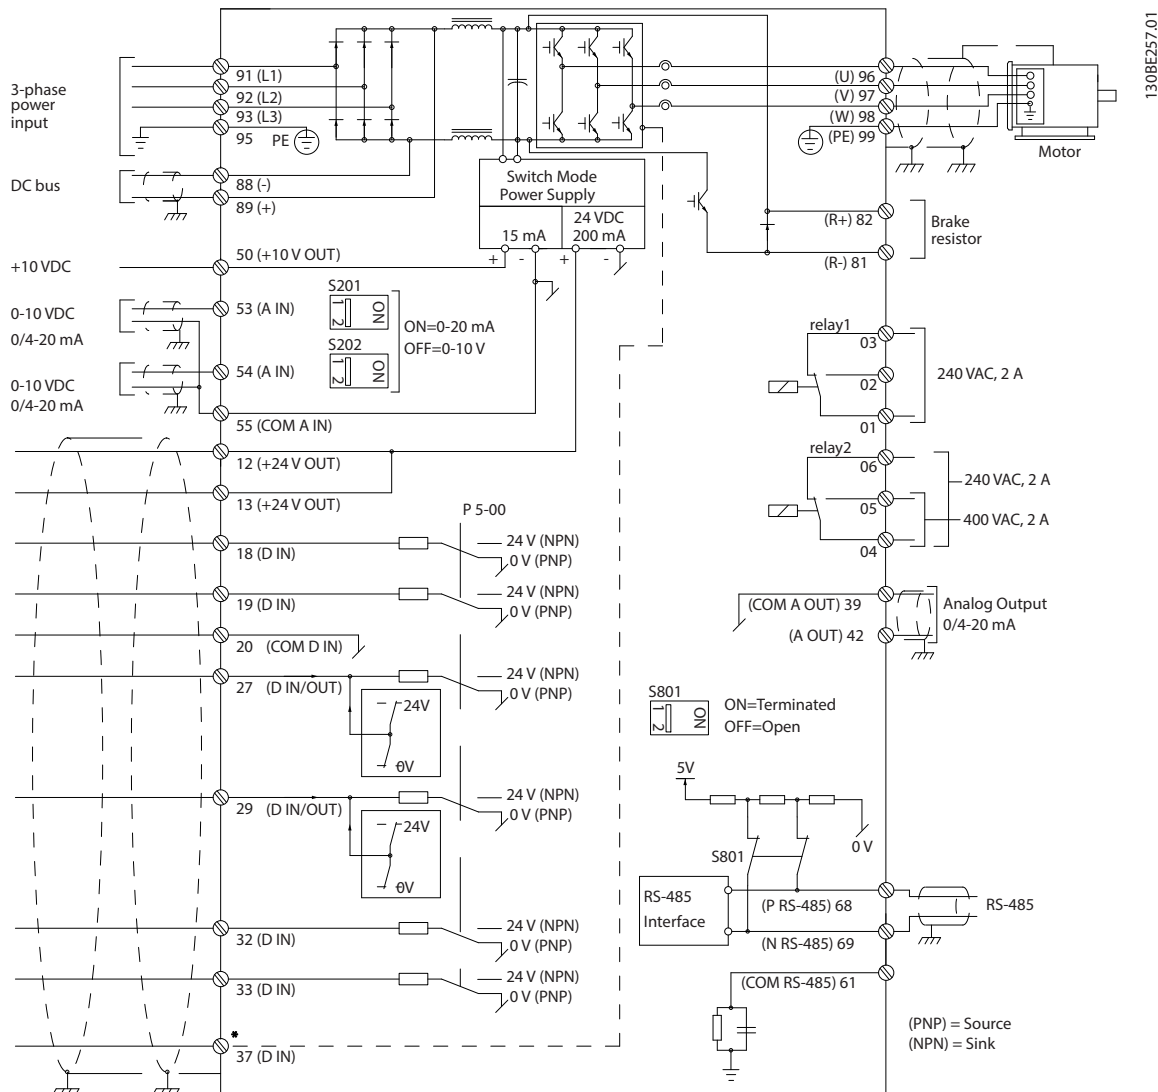 130BE257.01
3-phase
power
input
91 (L1)
92 (L2)
93 (L3)
95
PE
DC bus
88 (-)
89 (+)
Switch Mode
Power Supply
15 mA
24 VDC
200 mA
+
-
+
-
(U) 96
(V) 97
(W) 98
(PE) 99
Motor
(R+) 82
Brake
resistor
(R-) 81
+10 VDC
50 (+10 V OUT)
0-10 VDC
0/4-20 mA
53 (A IN)
S201
1 2
ON
S202
1 2
ON
ON=0-20 mA
OFF=0-10 V
0-10 VDC
0/4-20 mA
54 (A IN)
55 (COM A IN)
relay1
03
02
01
240 VAC, 2 A
relay2
06
05
04
240 VAC, 2 A
400 VAC, 2 A
12 (+24 V OUT)
13 (+24 V OUT)
P 5-00
18 (D IN)
24 V (NPN)
0 V (PNP)
19 (D IN)
24 V (NPN)
0 V (PNP)
20 (COM D IN)
27 (D IN/OUT)
24 V (NPN)
0 V (PNP)
24V
0V
29 (D IN/OUT)
24 V (NPN)
0 V (PNP)
24V
0V
32 (D IN)
24 V (NPN)
0 V (PNP)
33 (D IN)
24 V (NPN)
0 V (PNP)
*
37 (D IN)
(COM A OUT) 39
(A OUT) 42
Analog Output
0/4-20 mA
S801
1 2
ON
ON=Terminated
OFF=Open
5V
S801
0 V
RS-485
Interface
(P RS-485) 68
(N RS-485) 69
RS-485
(COM RS-485) 61
(PNP) = Source
(NPN) = Sink